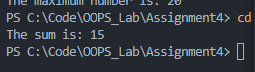 The maximum number is: 20
PS C:\Code\OOPS_Lab\Assignment4> cd
The sum is: 15
PS C:\Code\OOPS_Lab\Assignment4>